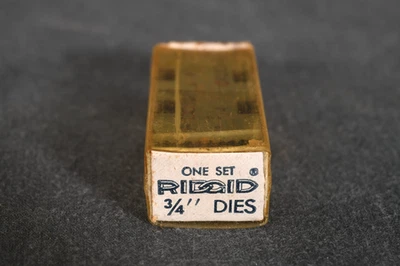 ONE SET
RIDGID ®
3/4" DIES